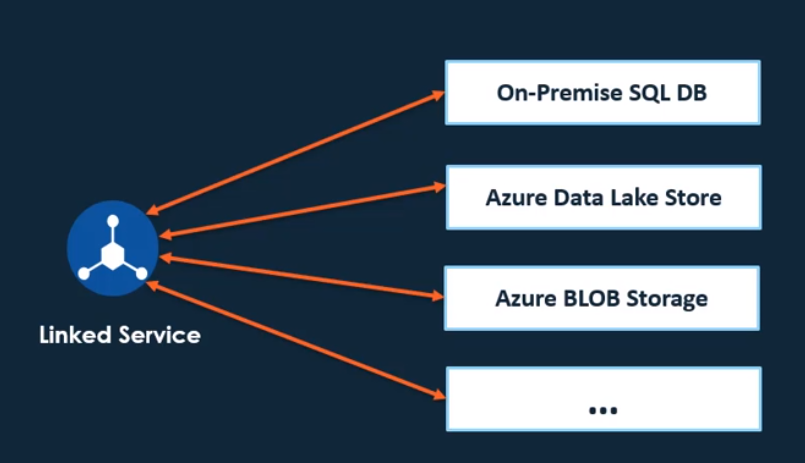 On-Premise SQL DB
Azure Data Lake Store
Azure BLOB Storage
Linked Service
...